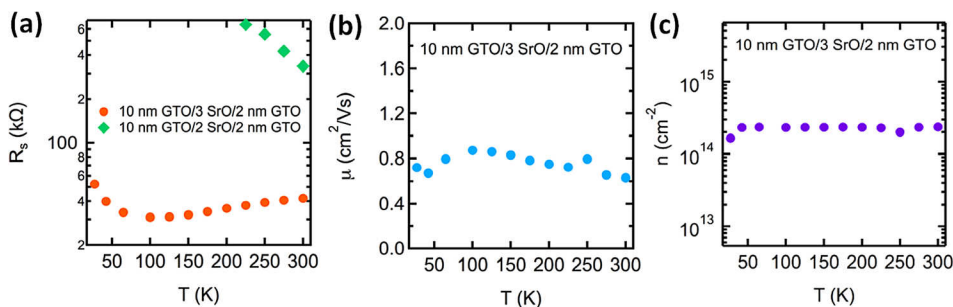 (a)
6
4
2
100
6
4
2
R_s (kΩ)
10 nm GTO/3 SrO/2 nm GTO
10 nm GTO/2 SrO/2 nm GTO
50 100 150 200 250 300
T (K)
(b)
10 nm GTO/3 SrO/2 nm GTO
2.0
1.6
1.2
0.8
0.4
0.0
μ (cm²/Vs)
50 100 150 200 250 300
T (K)
(c)
10 nm GTO/3 SrO/2 nm GTO
10¹⁵
10¹⁴
10¹³
n (cm⁻²)
50 100 150 200 250 300
T (K)